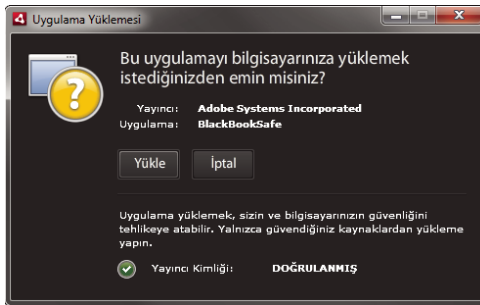 Uygulama Yüklemesi
Bu uygulamayı bilgisayarınıza yüklemek
istediğinizden emin misiniz?
Yayıncı: Adobe Systems Incorporated
Uygulama: BlackBookSafe
Yükle İptal
Uygulama yüklemek, sizin ve bilgisayarınızın güvenliğini
tehlikeye atabilir. Yalnızca güvendiğiniz kaynaklardan yükleme
yapın.
Yayıncı Kimliği: DOĞRULANMIŞ